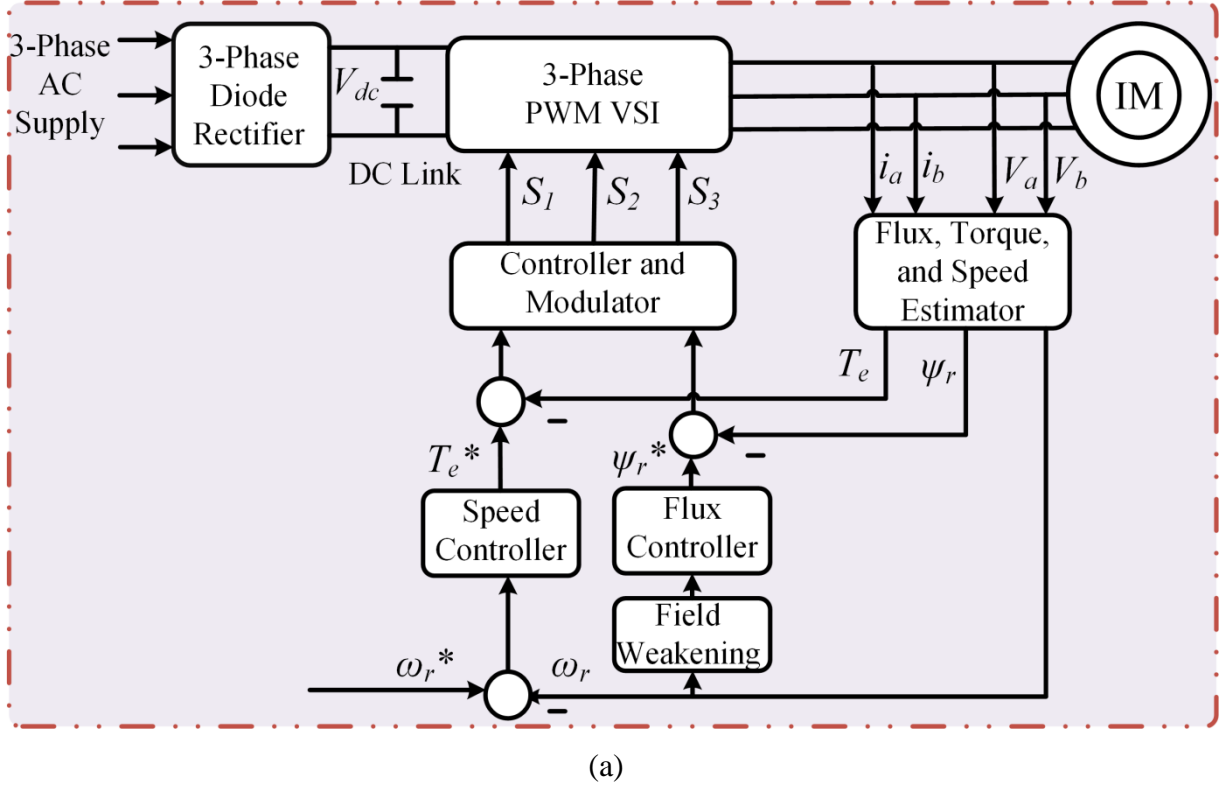 3-Phase
AC
Supply
3-Phase
Diode
Rectifier
V_dc
DC Link
3-Phase
PWM VSI
IM
i_a
i_b
V_a
V_b
S_1
S_2
S_3
Flux, Torque,
and Speed
Estimator
Controller and
Modulator
T_e
ψ_r
-
-
T_e*
ψ_r*
Speed
Controller
Flux
Controller
Field
Weakening
ω_r*
ω_r
-
(a)